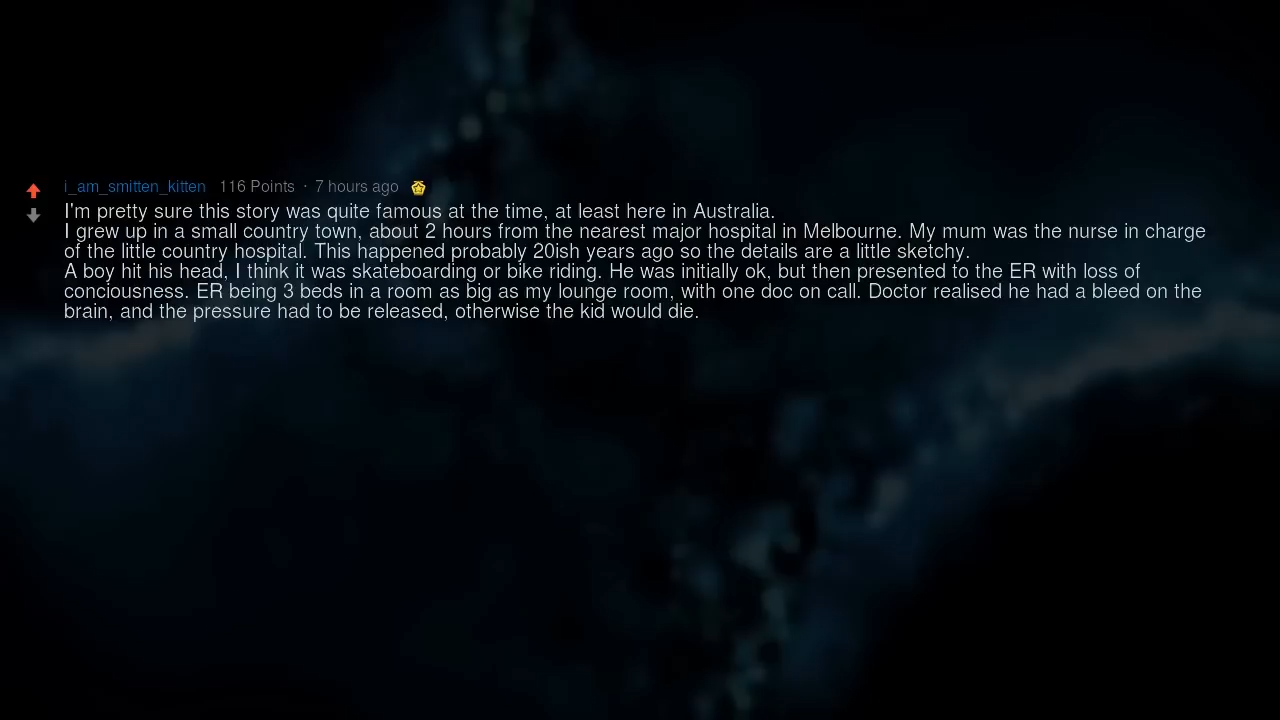 i_am_smitten_kitten 116 Points · 7 hours ago
I'm pretty sure this story was quite famous at the time, at least here in Australia.
I grew up in a small country town, about 2 hours from the nearest major hospital in Melbourne. My mum was the nurse in charge
of the little country hospital. This happened probably 20ish years ago so the details are a little sketchy.
A boy hit his head, I think it was skateboarding or bike riding. He was initially ok, but then presented to the ER with loss of
conciousness. ER being 3 beds in a room as big as my lounge room, with one doc on call. Doctor realised he had a bleed on the
brain, and the pressure had to be released, otherwise the kid would die.